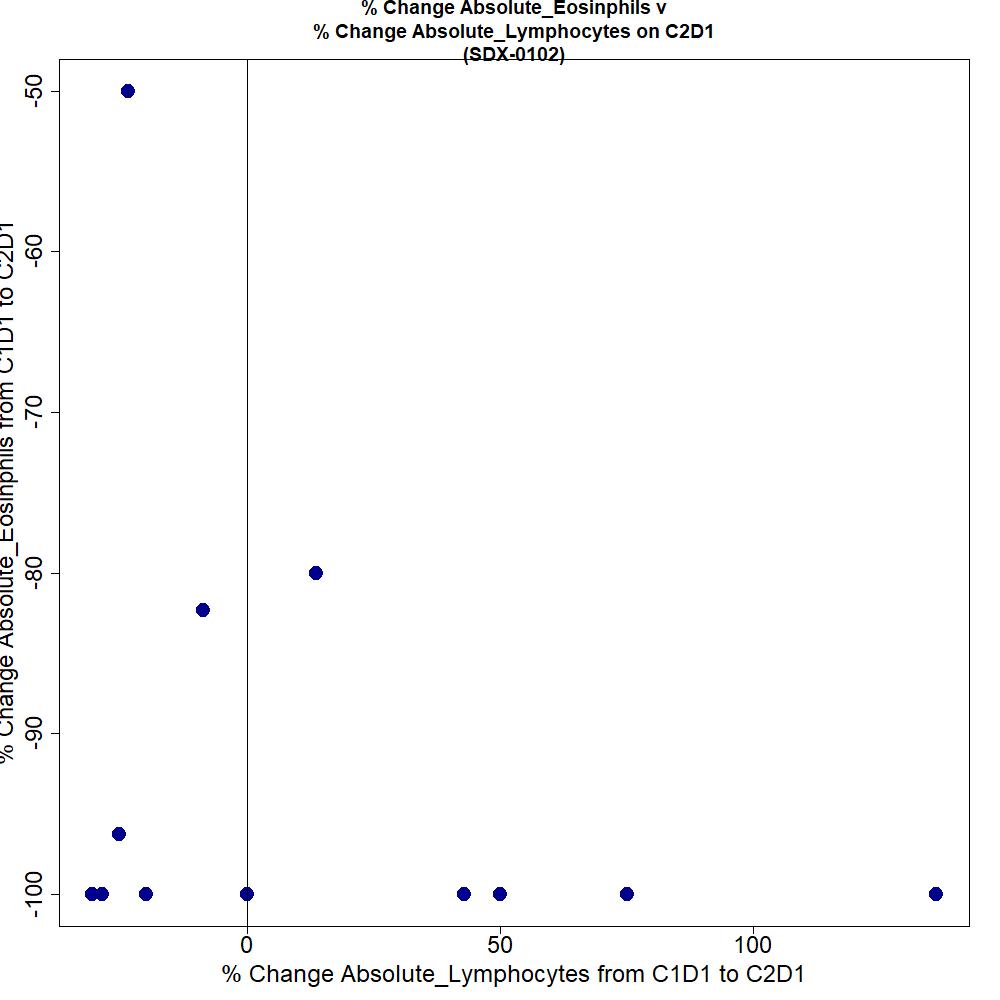 % Change Absolute_Eosinphils v
% Change Absolute_Lymphocytes on C2D1
(SDX-0102)
% Change Absolute_Eosinphils from C1D1 to C2D1
-50
-60
-70
-80
-90
-100
0 50 100
% Change Absolute_Lymphocytes from C1D1 to C2D1